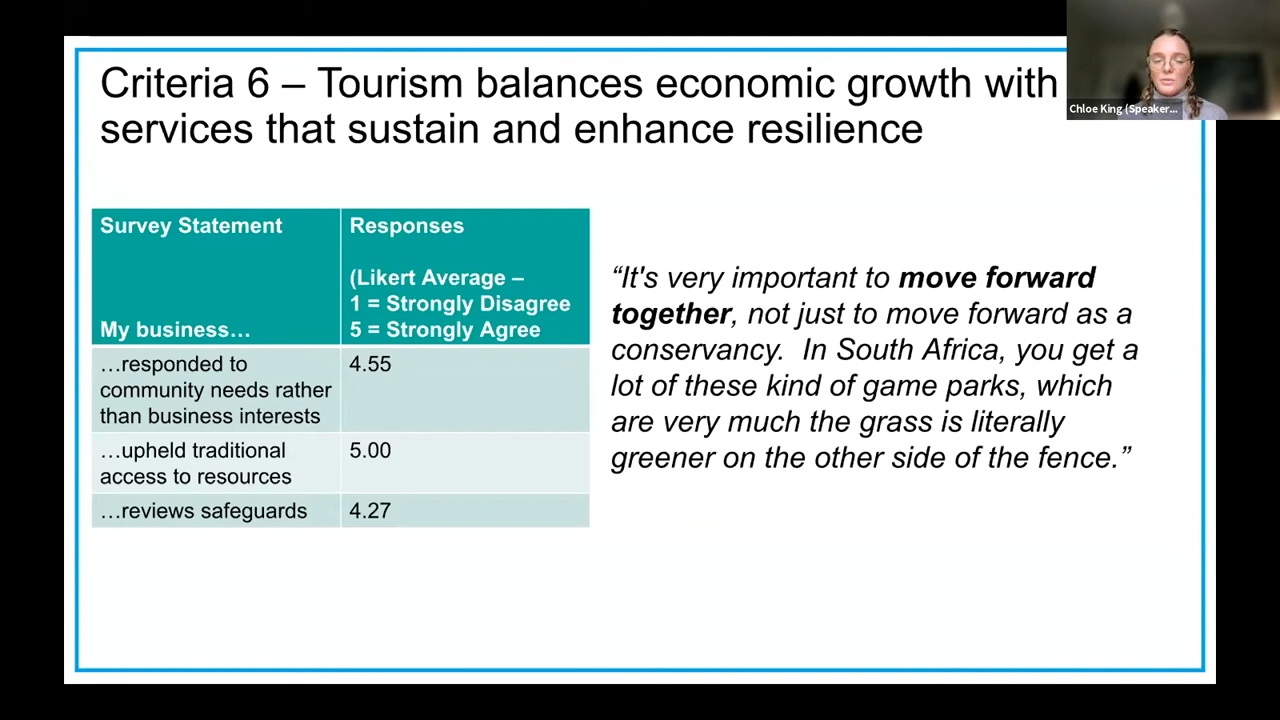 Criteria 6 – Tourism balances economic growth with
services that sustain and enhance resilience
Chloe King (Speaker...
Survey Statement
My business…
Responses
(Likert Average –
1 = Strongly Disagree
5 = Strongly Agree
…responded to
community needs rather
than business interests
4.55
…upheld traditional
access to resources
5.00
…reviews safeguards
4.27
“It's very important to move forward
together, not just to move forward as a
conservancy.  In South Africa, you get a
lot of these kind of game parks, which
are very much the grass is literally
greener on the other side of the fence.”